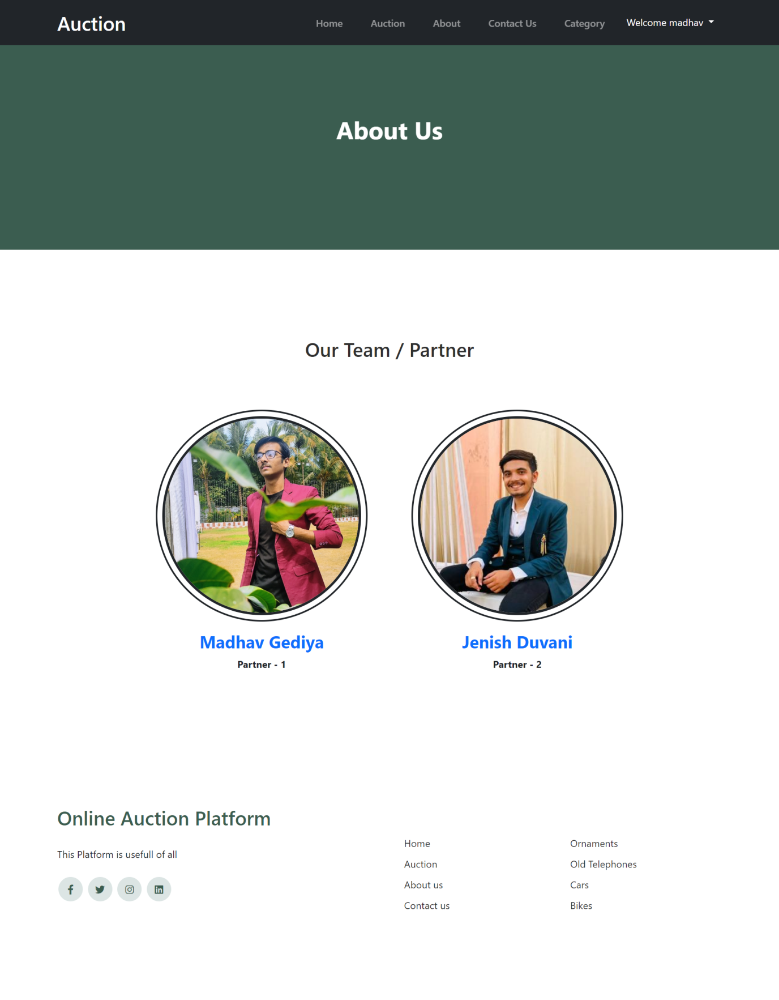 Auction
Home
Auction
About
Contact Us
Category
Welcome madhav
About Us
Our Team / Partner
Madhav Gediya
Partner - 1
Jenish Duvani
Partner - 2
Online Auction Platform
This Platform is usefull of all
Home
Auction
About us
Contact us
Ornaments
Old Telephones
Cars
Bikes